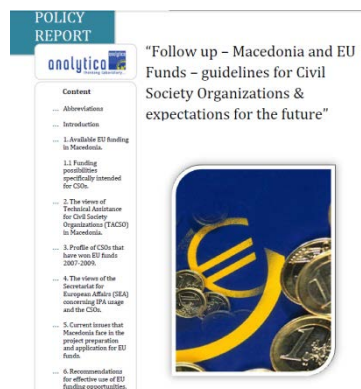 POLICY
REPORT
analytica
thinking laboratory
Content
... Abbreviations
... Introduction
... 1. Available EU funding
in Macedonia.
1.1 Funding
possibilities
specifically intended
for CSOs.
... 2. The views of
Technical Assistance
for Civil Society
Organizations (TACSO)
in Macedonia.
... 3. Profile of CSOs that
have won EU funds
2007-2009.
... 4. The views of the
Secretariat for
European Affairs (SEA)
concerning IPA usage
and the CSOs.
... 5. Current issues that
Macedonia face in the
project preparation
and application for EU
funds.
... 6. Recommendations
for effective use of EU
funding opportunities.
“Follow up – Macedonia and EU
Funds – guidelines for Civil
Society Organizations &
expectations for the future”